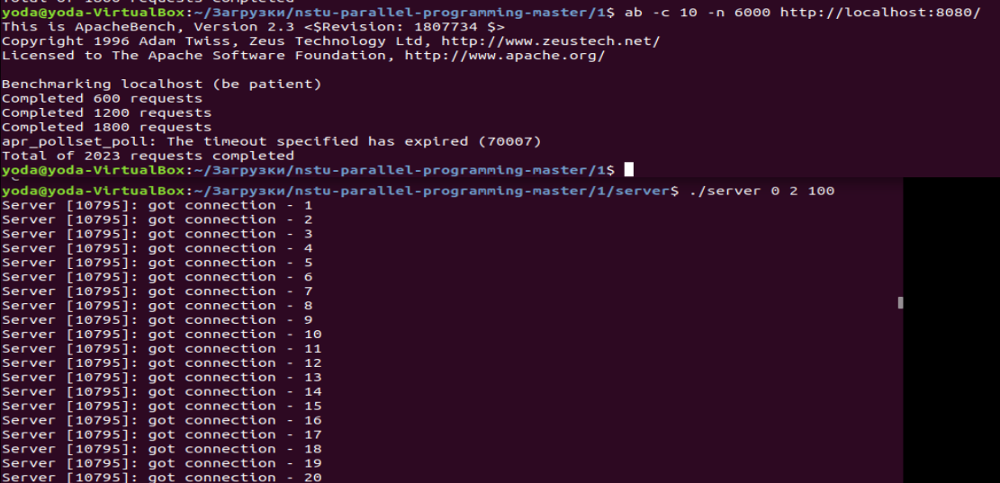 Total of 1800 requests completed
yoda@yoda-VirtualBox:~/Загрузки/nstu-parallel-programming-master/1$ ab -c 10 -n 6000 http://localhost:8080/
This is ApacheBench, Version 2.3 <$Revision: 1807734 $>
Copyright 1996 Adam Twiss, Zeus Technology Ltd, http://www.zeustech.net/
Licensed to The Apache Software Foundation, http://www.apache.org/
Benchmarking localhost (be patient)
Completed 600 requests
Completed 1200 requests
Completed 1800 requests
apr_pollset_poll: The timeout specified has expired (70007)
Total of 2023 requests completed
yoda@yoda-VirtualBox:~/Загрузки/nstu-parallel-programming-master/1$
yoda@yoda-VirtualBox:~/Загрузки/nstu-parallel-programming-master/1/server$ ./server 0 2 100
Server [10795]: got connection - 1
Server [10795]: got connection - 2
Server [10795]: got connection - 3
Server [10795]: got connection - 4
Server [10795]: got connection - 5
Server [10795]: got connection - 6
Server [10795]: got connection - 7
Server [10795]: got connection - 8
Server [10795]: got connection - 9
Server [10795]: got connection - 10
Server [10795]: got connection - 11
Server [10795]: got connection - 12
Server [10795]: got connection - 13
Server [10795]: got connection - 14
Server [10795]: got connection - 15
Server [10795]: got connection - 16
Server [10795]: got connection - 17
Server [10795]: got connection - 18
Server [10795]: got connection - 19
Server [10795]: got connection - 20